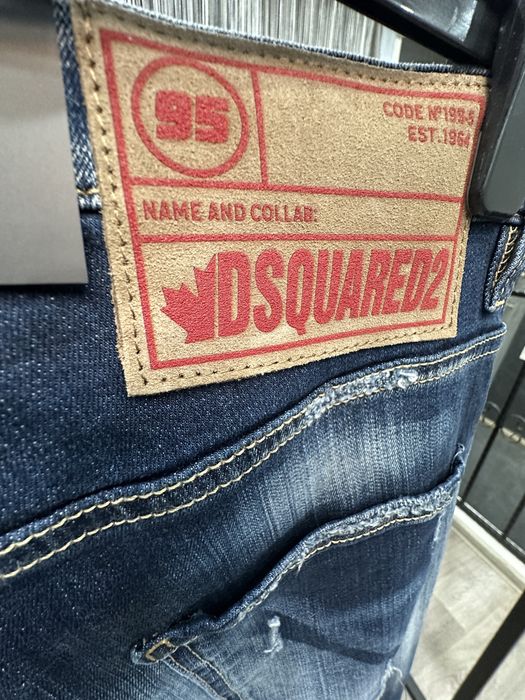 95
CODE Nº1995
EST.1964
NAME AND COLLAB:
DSQUARED2